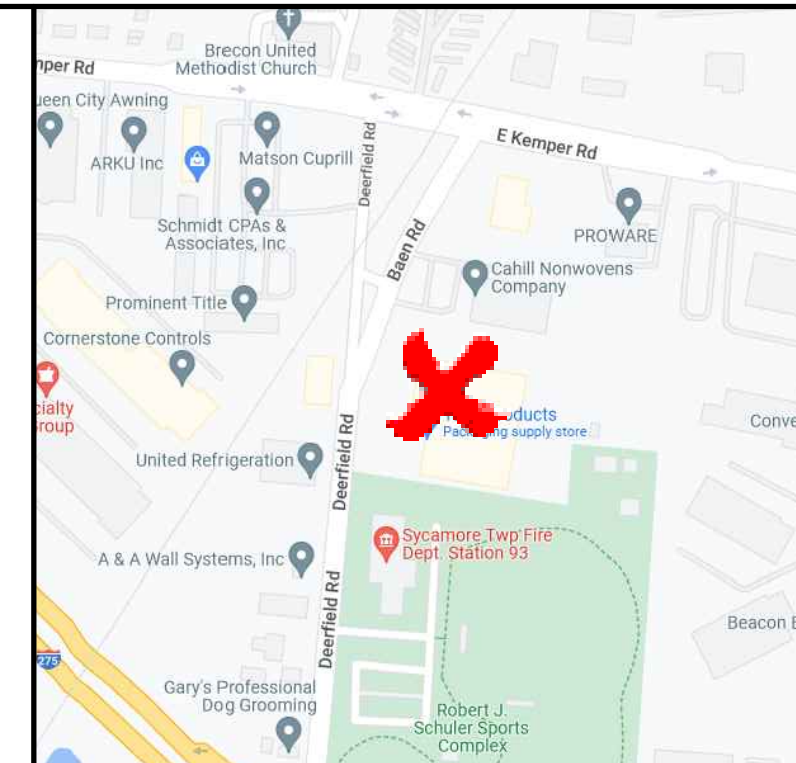 Brecon United
Methodist Church
nper Rd
ueen City Awning
ARKU Inc
Matson Cuprill
Deerfield Rd
E Kemper Rd
Schmidt CPAs &
Associates, Inc
PROWARE
Baen Rd
Cahill Nonwovens
Company
Prominent Title
Cornerstone Controls
cialty
Group
oducts
Packaging supply store
Conve
Deerfield Rd
United Refrigeration
Sycamore Twp Fire
Dept. Station 93
A & A Wall Systems, Inc
Deerfield Rd
Beacon E
275
Gary's Professional
Dog Grooming
Robert J.
Schuler Sports
Complex